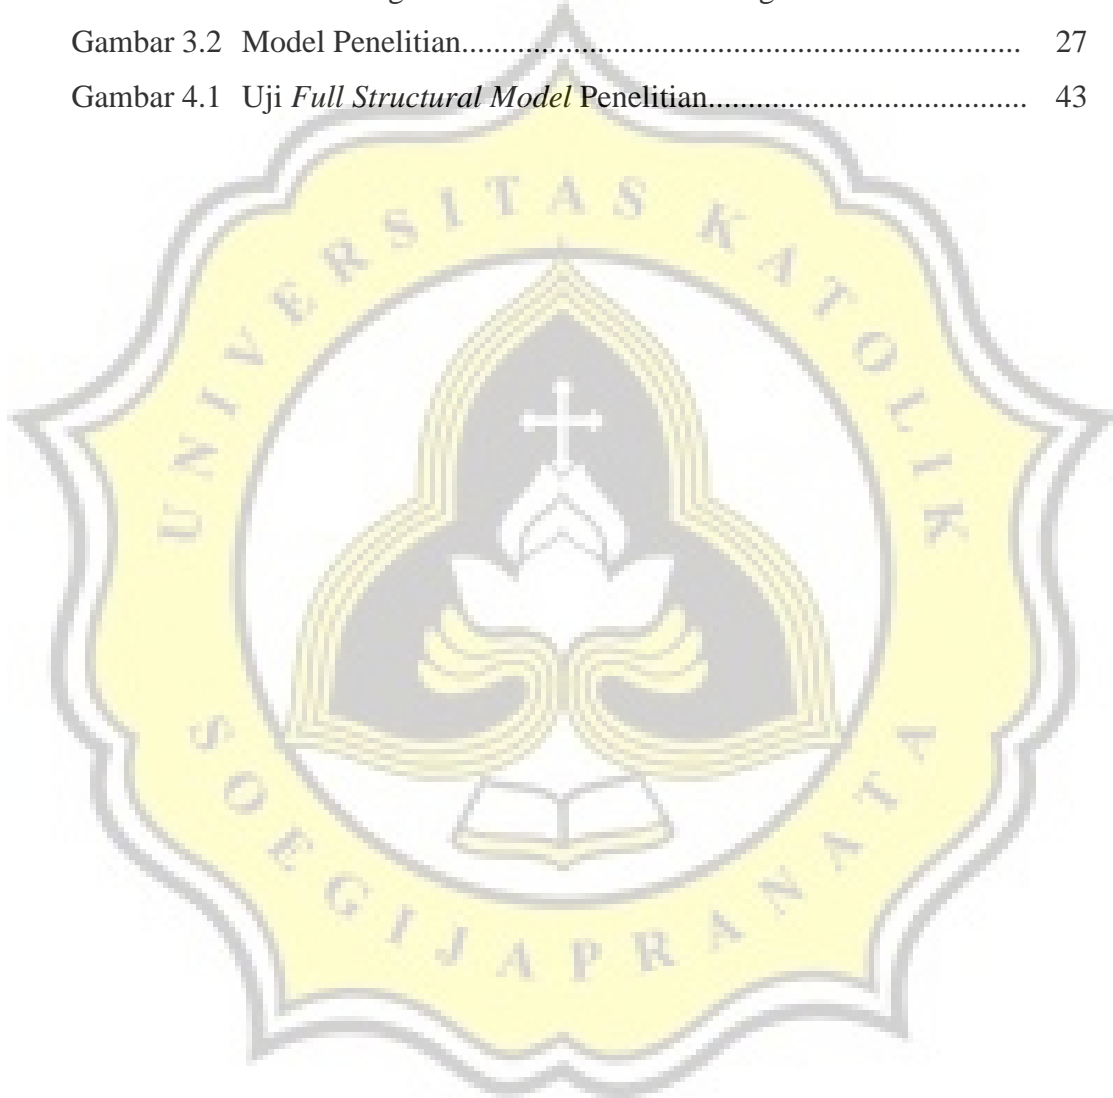 Gambar 3.2 Model Penelitian...................................................................... 27
Gambar 4.1 Uji Full Structural Model Penelitian....................................... 43
UNIVERSITAS KATOLIK
SOEGIJAPRANATA